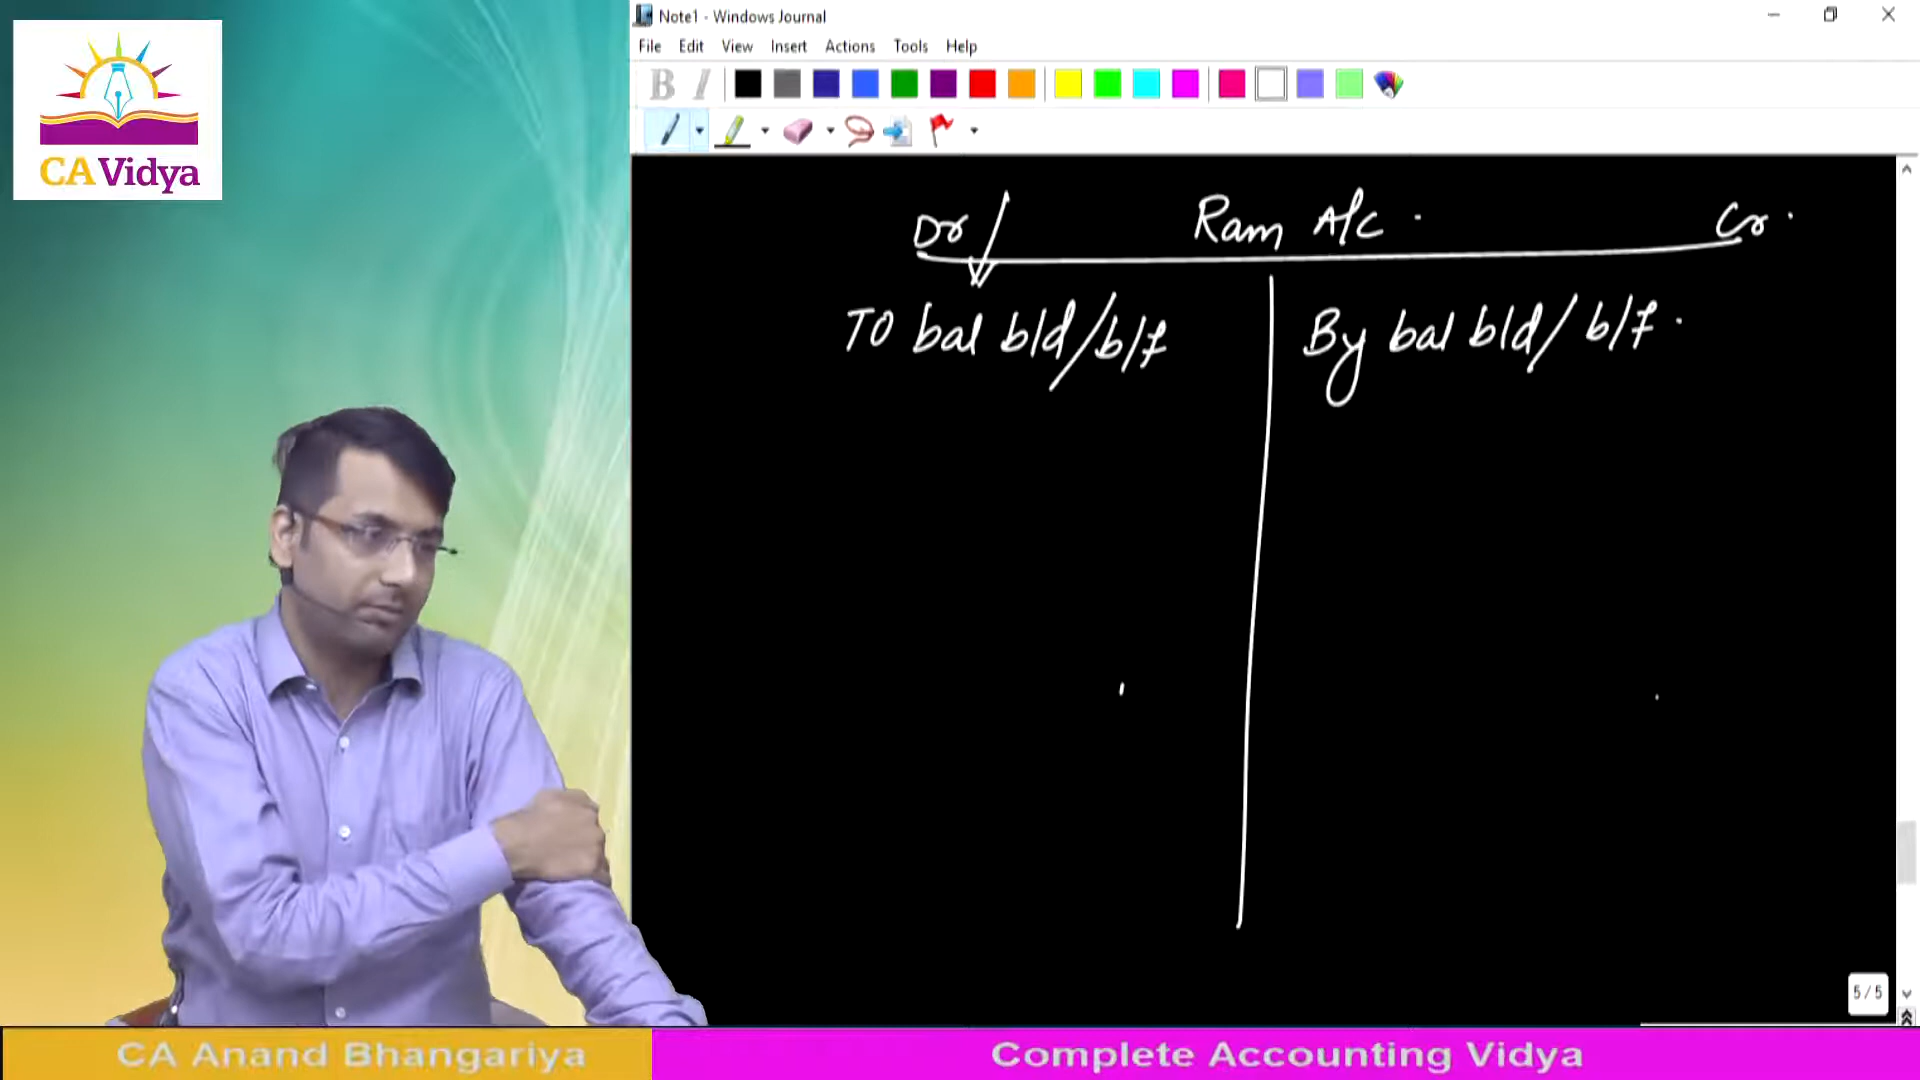 CA Vidya
Note1 - Windows Journal
File Edit View Insert Actions Tools Help
B I
Dr Ram A/c . Cr .
To bal b/d/b/f By bal b/d/ b/f .
5 / 5
CA Anand Bhangariya
Complete Accounting Vidya